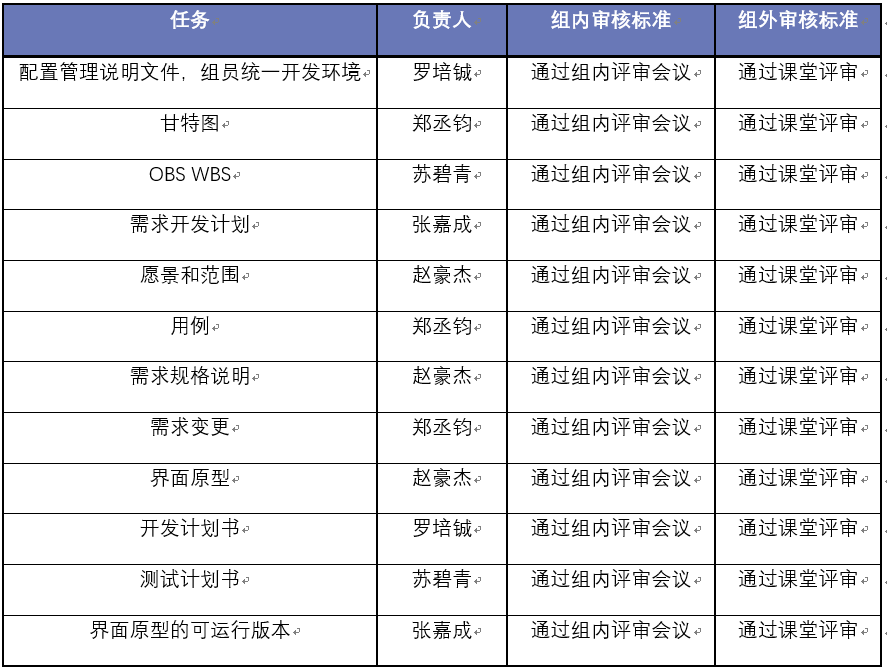 任务 负责人 组内审核标准 组外审核标准
配置管理说明文件，组员统一开发环境 罗培铖 通过组内评审会议 通过课堂评审
甘特图 郑丞钧 通过组内评审会议 通过课堂评审
OBS WBS 苏碧青 通过组内评审会议 通过课堂评审
需求开发计划 张嘉成 通过组内评审会议 通过课堂评审
愿景和范围 赵豪杰 通过组内评审会议 通过课堂评审
用例 郑丞钧 通过组内评审会议 通过课堂评审
需求规格说明 赵豪杰 通过组内评审会议 通过课堂评审
需求变更 郑丞钧 通过组内评审会议 通过课堂评审
界面原型 赵豪杰 通过组内评审会议 通过课堂评审
开发计划书 罗培铖 通过组内评审会议 通过课堂评审
测试计划书 苏碧青 通过组内评审会议 通过课堂评审
界面原型的可运行版本 张嘉成 通过组内评审会议 通过课堂评审